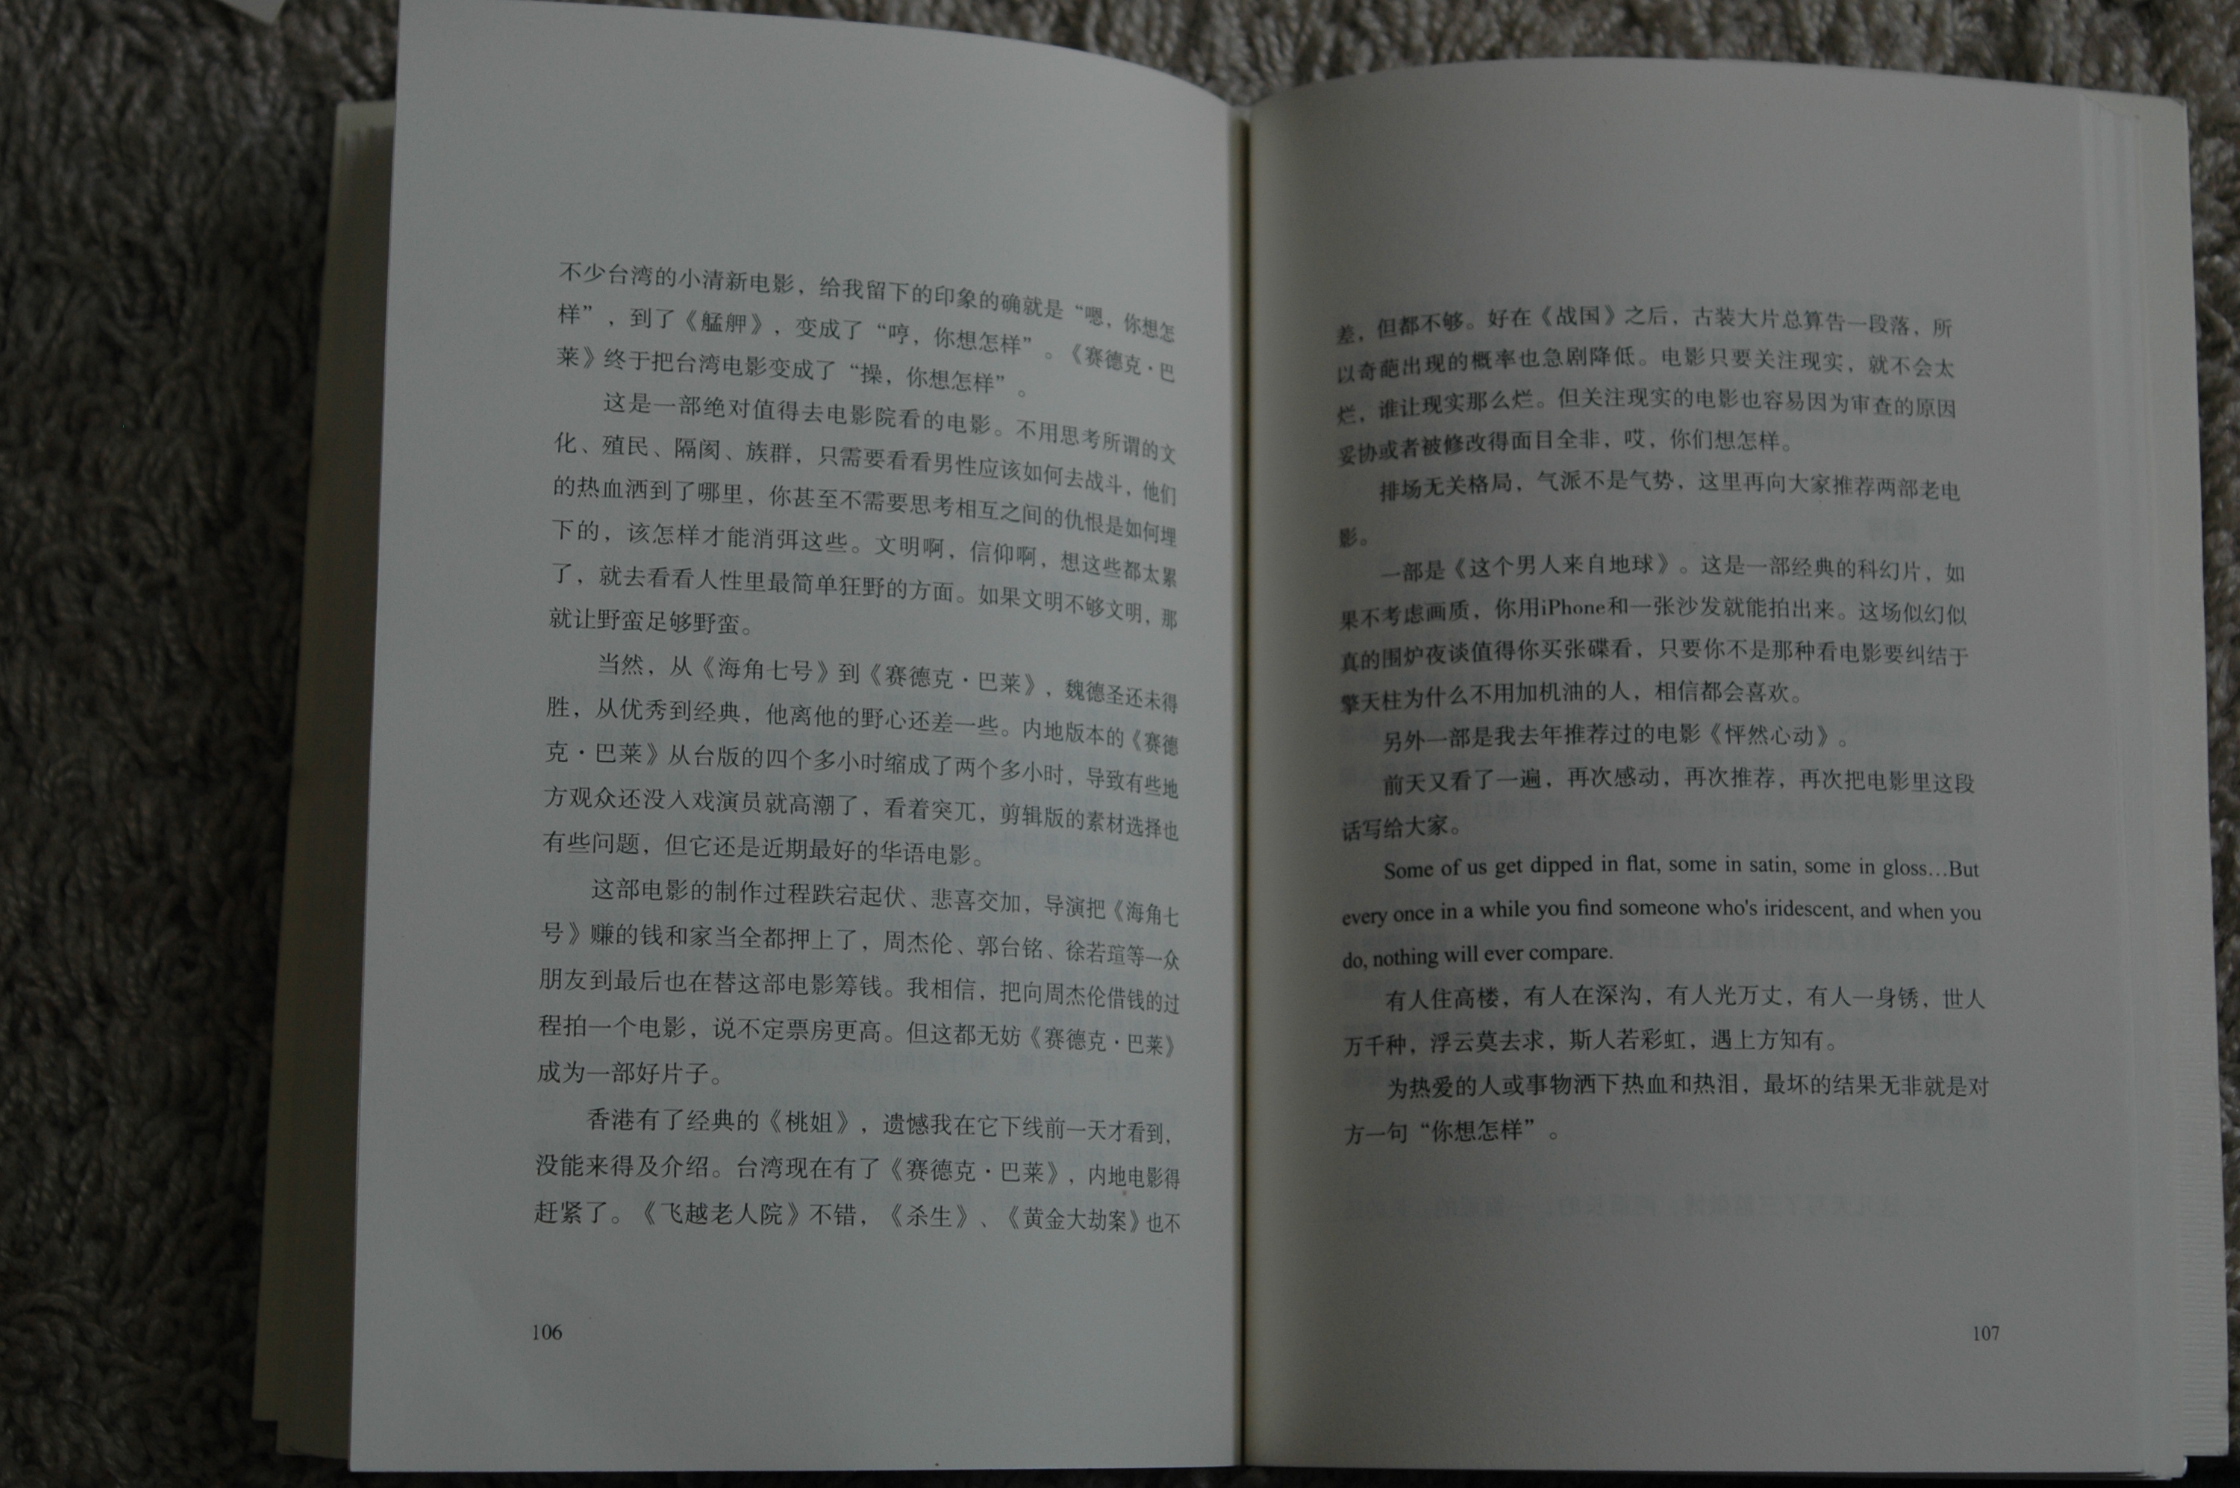 不少台湾的小清新电影，给我留下的印象的确就是“嗯，你想怎
样”，到了《艋舺》，变成了“哼，你想怎样”。《赛德克·巴
莱》终于把台湾电影变成了“操，你想怎样”。
这是一部绝对值得去电影院看的电影。不用思考所谓的文
化、殖民、隔阂、族群，只需要看看男性应该如何去战斗，他们
的热血洒到了哪里，你甚至不需要思考相互之间的仇恨是如何埋
下的，该怎样才能消弭这些。文明啊，信仰啊，想这些都太累
了，就去看看人性里最简单狂野的方面。如果文明不够文明，那
就让野蛮足够野蛮。
当然，从《海角七号》到《赛德克·巴莱》，魏德圣还未得
胜，从优秀到经典，他离他的野心还差一些。内地版本的《赛德
克·巴莱》从台版的四个多小时缩成了两个多小时，导致有些地
方观众还没入戏演员就高潮了，看着突兀，剪辑版的素材选择也
有些问题，但它还是近期最好的华语电影。
这部电影的制作过程跌宕起伏、悲喜交加，导演把《海角七
号》赚的钱和家当全都押上了，周杰伦、郭台铭、徐若瑄等一众
朋友到最后也在替这部电影筹钱。我相信，把向周杰伦借钱的过
程拍一个电影，说不定票房更高。但这都无妨《赛德克·巴莱》
成为一部好片子。
香港有了经典的《桃姐》，遗憾我在它下线前一天才看到，
没能来得及介绍。台湾现在有了《赛德克·巴莱》，内地电影得
赶紧了。《飞越老人院》不错，《杀生》、《黄金大劫案》也不
106
差，但都不够。好在《战国》之后，古装大片总算告一段落，所
以奇葩出现的概率也急剧降低。电影只要关注现实，就不会太
烂，谁让现实那么烂。但关注现实的电影也容易因为审查的原因
妥协或者被修改得面目全非，哎，你们想怎样。
排场无关格局，气派不是气势，这里再向大家推荐两部老电
影。
一部是《这个男人来自地球》。这是一部经典的科幻片，如
果不考虑画质，你用iPhone和一张沙发就能拍出来。这场似幻似
真的围炉夜谈值得你买张碟看，只要你不是那种看电影要纠结于
擎天柱为什么不用加机油的人，相信都会喜欢。
另外一部是我去年推荐过的电影《怦然心动》。
前天又看了一遍，再次感动，再次推荐，再次把电影里这段
话写给大家。
Some of us get dipped in flat, some in satin, some in gloss…But
every once in a while you find someone who's iridescent, and when you
do, nothing will ever compare.
有人住高楼，有人在深沟，有人光万丈，有人一身锈，世人
万千种，浮云莫去求，斯人若彩虹，遇上方知有。
为热爱的人或事物洒下热血和热泪，最坏的结果无非就是对
方一句“你想怎样”。
107